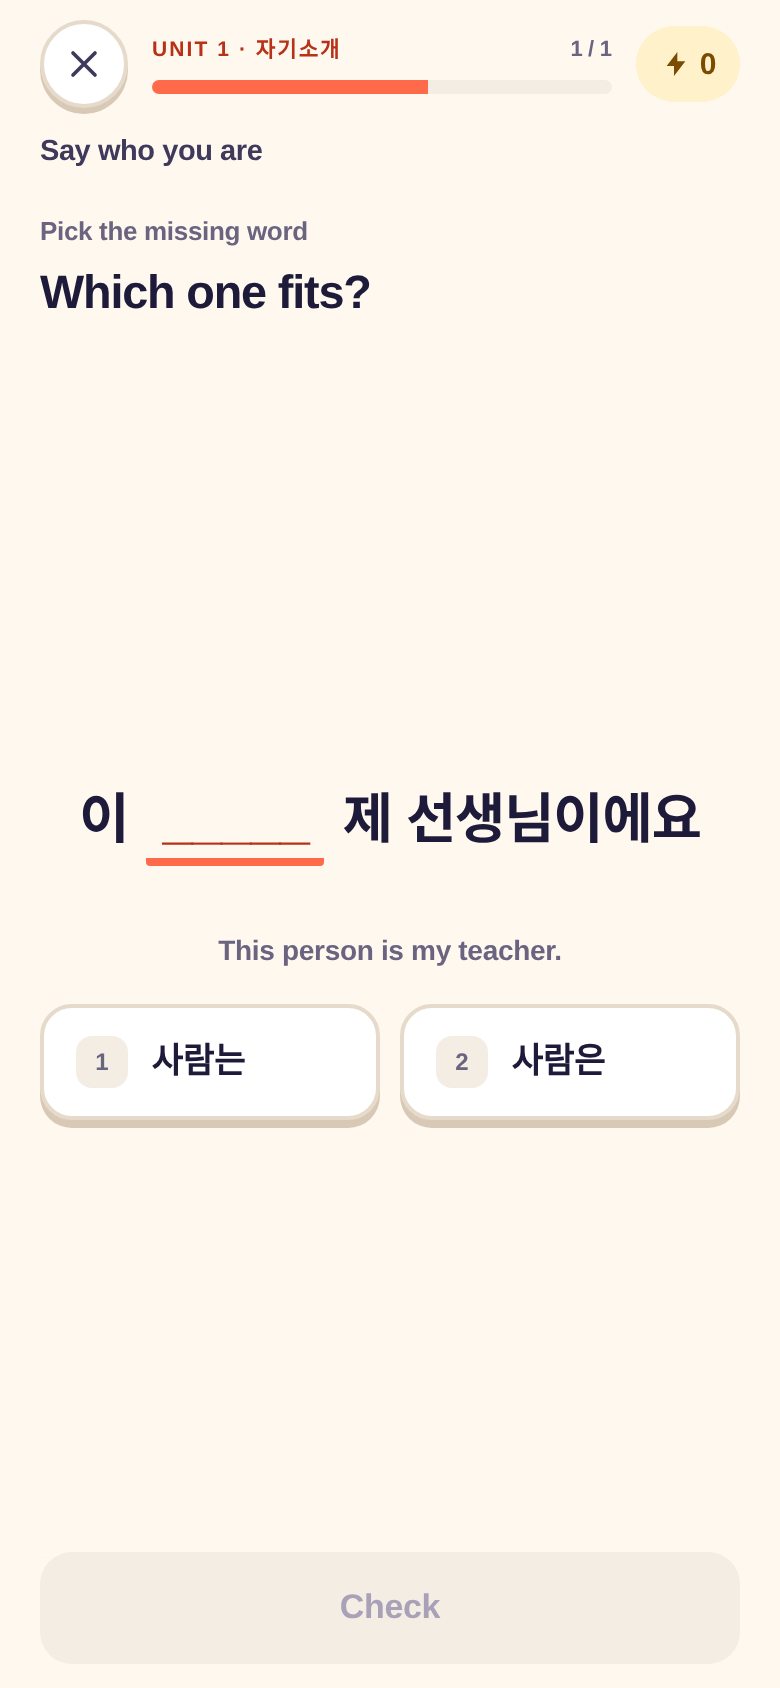 UNIT 1 · 자기소개 1 / 1
0
Say who you are
Pick the missing word
Which one fits?
이 _____ 제 선생님이에요
This person is my teacher.
1 사람는
2 사람은
Check